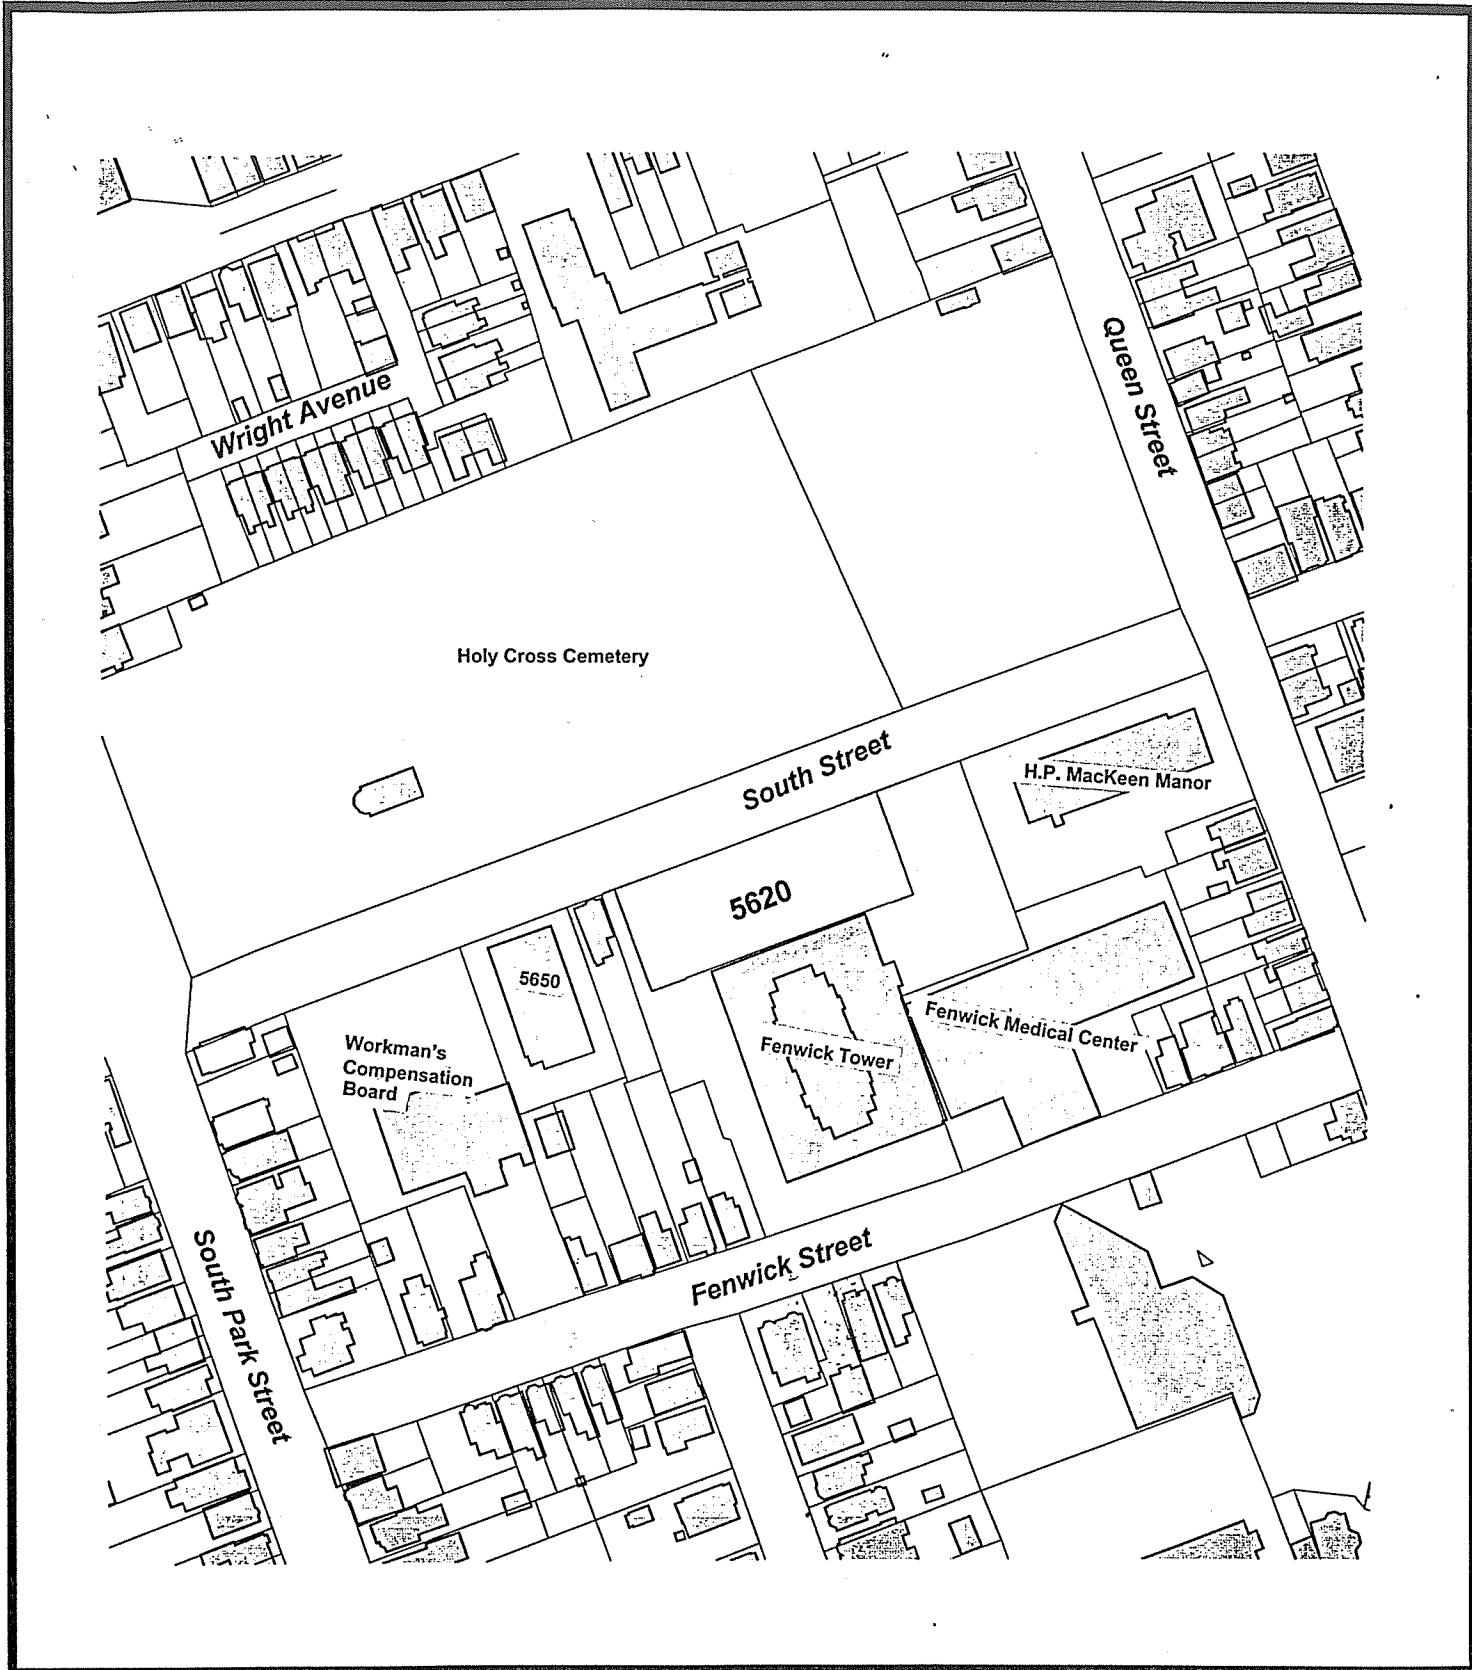 Wright Avenue
Queen Street
Holy Cross Cemetery
South Street
H.P. MacKeen Manor
5620
5650
Fenwick Medical Center
Workman's
Compensation
Board
Fenwick Tower
South Park Street
Fenwick Street